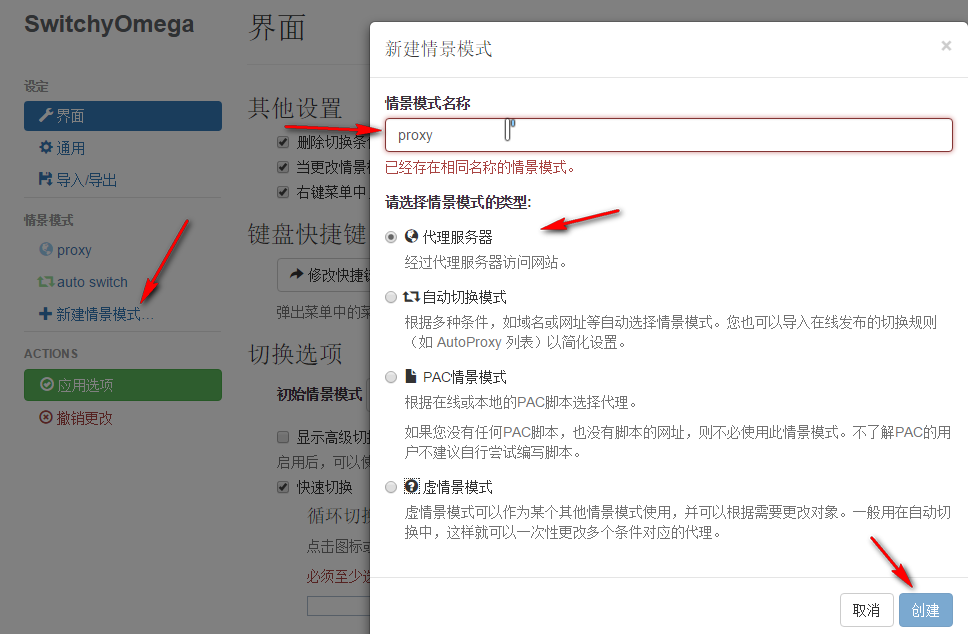 SwitchyOmega
设定
界面
通用
导入/导出
情景模式
proxy
auto switch
新建情景模式…
ACTIONS
应用选项
撤销更改
界面
其他设置
删除切换条
当更改情景
右键菜单中
键盘快捷键
修改快捷
弹出菜单中的
切换选项
初始情景模式
显示高级切
启用后，可以
快速切换
循环切
点击图标
必须至少
新建情景模式
×
情景模式名称
proxy
已经存在相同名称的情景模式。
请选择情景模式的类型:
代理服务器
经过代理服务器访问网站。
自动切换模式
根据多种条件，如域名或网址等自动选择情景模式。您也可以导入在线发布的切换规则
（如 AutoProxy 列表）以简化设置。
PAC情景模式
根据在线或本地的PAC脚本选择代理。
如果您没有任何PAC脚本，也没有脚本的网址，则不必使用此情景模式。不了解PAC的用
户不建议自行尝试编写脚本。
虚情景模式
虚情景模式可以作为某个其他情景模式使用，并可以根据需要更改对象。一般用在自动切
换中，这样就可以一次性更改多个条件对应的代理。
取消
创建